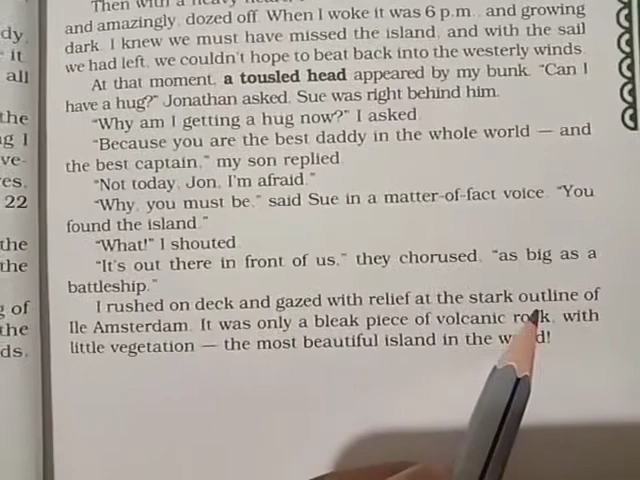 Then with a heavy
dy,
and amazingly, dozed off. When I woke it was 6 p.m., and growing
it
dark. I knew we must have missed the island, and with the sail
all
we had left, we couldn't hope to beat back into the westerly winds.
At that moment, a tousled head appeared by my bunk. “Can I
have a hug?” Jonathan asked. Sue was right behind him.
the
“Why am I getting a hug now?” I asked.
g I
“Because you are the best daddy in the whole world — and
ve-
the best captain,” my son replied.
es.
“Not today, Jon, I'm afraid.”
22
“Why, you must be,” said Sue in a matter-of-fact voice. “You
found the island.”
the
“What!” I shouted.
the
“It's out there in front of us,” they chorused, “as big as a
battleship.”
g of
I rushed on deck and gazed with relief at the stark outline of
the
Ile Amsterdam. It was only a bleak piece of volcanic rock, with
ds.
little vegetation — the most beautiful island in the world!